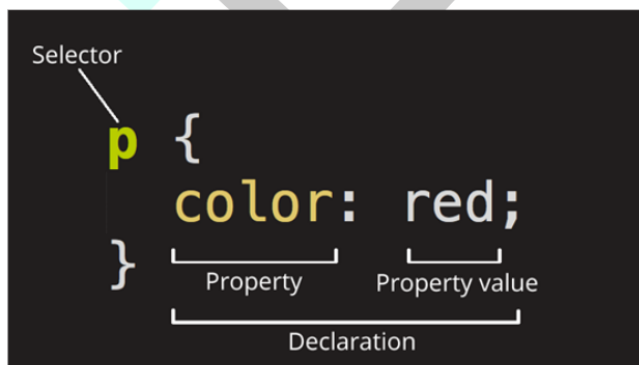 Selector
p {
color: red;
}
Property Property value
Declaration